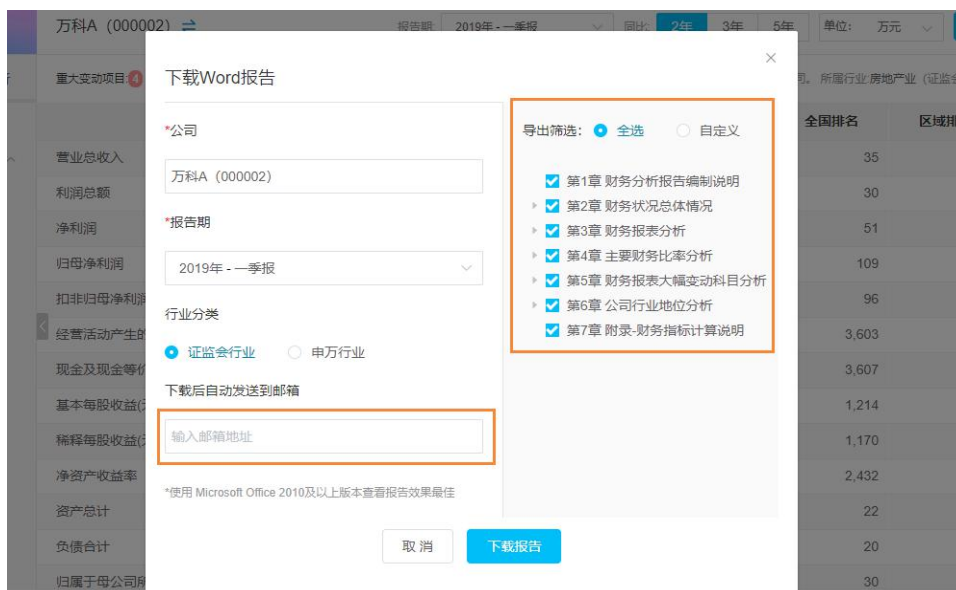 万科A (000002)
报告期: 2019年 - 一季报 同比: 2年 3年 5年 单位: 万元
下载Word报告
重大变动项目: 4
司。 所属行业:房地产业 (证监会
*公司
万科A (000002)
*报告期
2019年 - 一季报
行业分类
证监会行业 申万行业
下载后自动发送到邮箱
输入邮箱地址
*使用 Microsoft Office 2010及以上版本查看报告效果最佳
导出筛选: 全选 自定义
第1章 财务分析报告编制说明
第2章 财务状况总体情况
第3章 财务报表分析
第4章 主要财务比率分析
第5章 财务报表大幅变动科目分析
第6章 公司行业地位分析
第7章 附录-财务指标计算说明
取 消 下载报告
全国排名 区域排
营业总收入 35
利润总额 30
净利润 51
归母净利润 109
扣非归母净利润 96
经营活动产生的 3,603
现金及现金等价 3,607
基本每股收益(元 1,214
稀释每股收益(元 1,170
净资产收益率 2,432
资产总计 22
负债合计 20
归属于母公司所 30